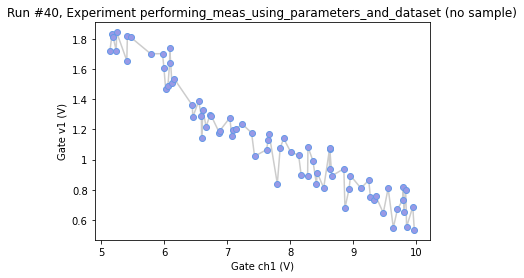 Run #40, Experiment performing_meas_using_parameters_and_dataset (no sample)
1.8
1.6
1.4
1.2
1
0.8
0.6
Gate v1 (V)
5 6 7 8 9 10
Gate ch1 (V)